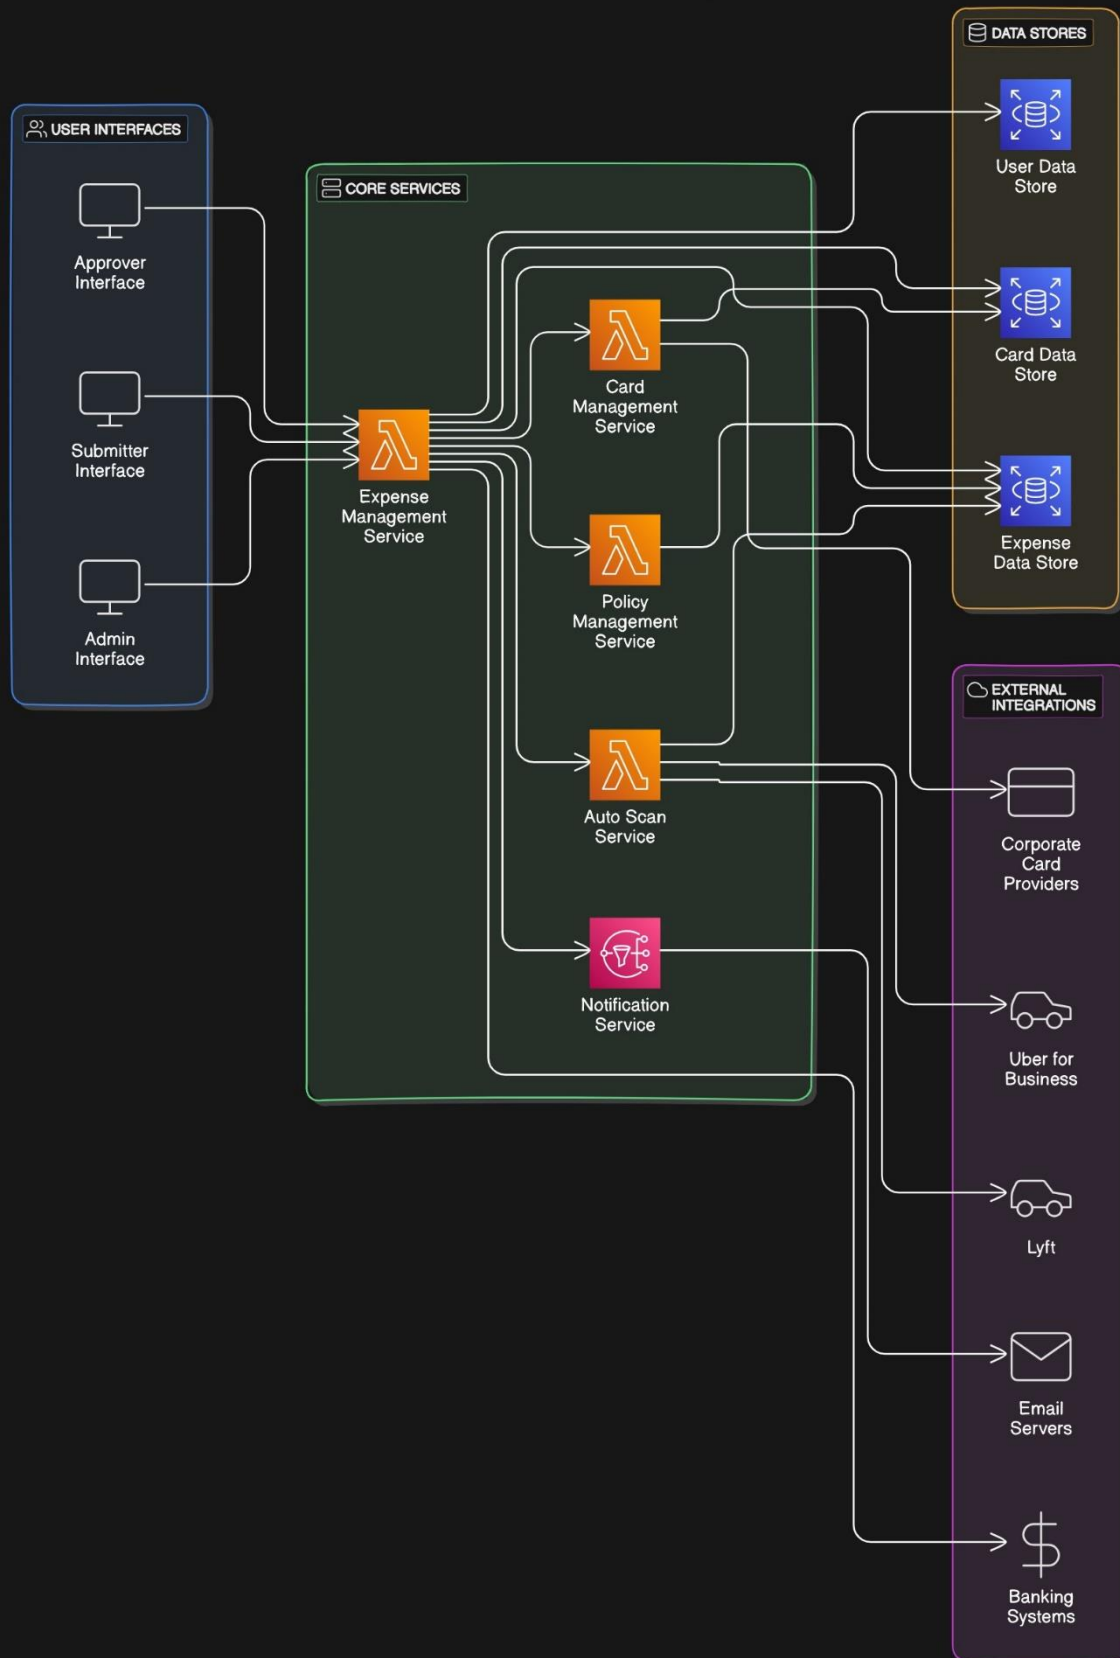 USER INTERFACES
Approver
Interface
Submitter
Interface
Admin
Interface
CORE SERVICES
Expense
Management
Service
Card
Management
Service
Policy
Management
Service
Auto Scan
Service
Notification
Service
DATA STORES
User Data
Store
Card Data
Store
Expense
Data Store
EXTERNAL
INTEGRATIONS
Corporate
Card
Providers
Uber for
Business
Lyft
Email
Servers
Banking
Systems